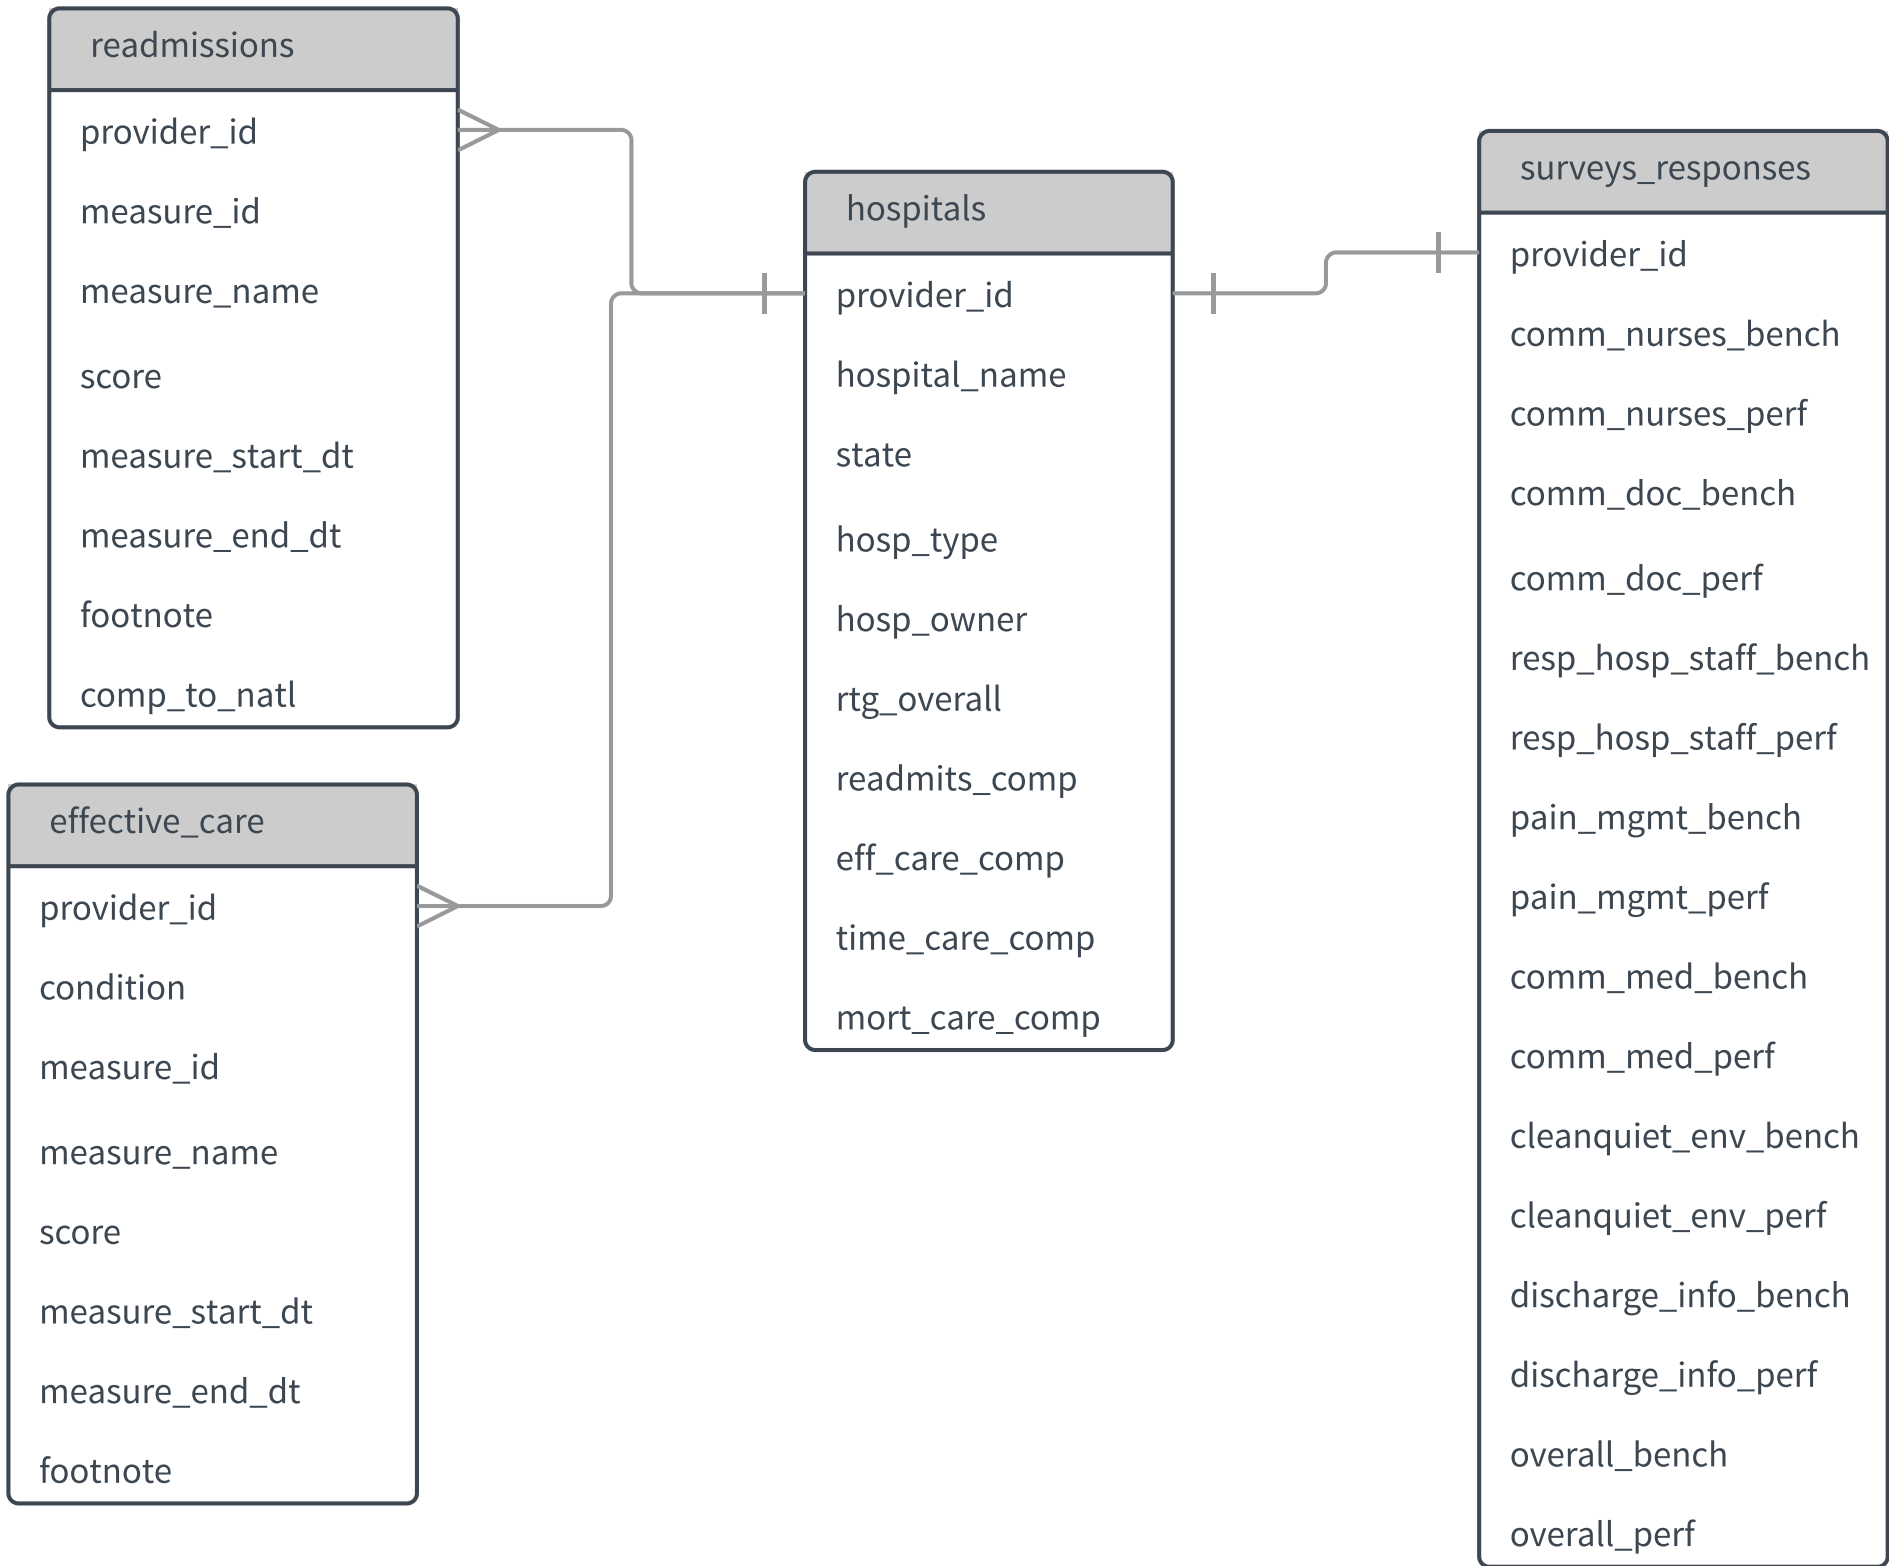 readmissions
provider_id
measure_id
measure_name
score
measure_start_dt
measure_end_dt
footnote
comp_to_natl
effective_care
provider_id
condition
measure_id
measure_name
score
measure_start_dt
measure_end_dt
footnote
hospitals
provider_id
hospital_name
state
hosp_type
hosp_owner
rtg_overall
readmits_comp
eff_care_comp
time_care_comp
mort_care_comp
surveys_responses
provider_id
comm_nurses_bench
comm_nurses_perf
comm_doc_bench
comm_doc_perf
resp_hosp_staff_bench
resp_hosp_staff_perf
pain_mgmt_bench
pain_mgmt_perf
comm_med_bench
comm_med_perf
cleanquiet_env_bench
cleanquiet_env_perf
discharge_info_bench
discharge_info_perf
overall_bench
overall_perf